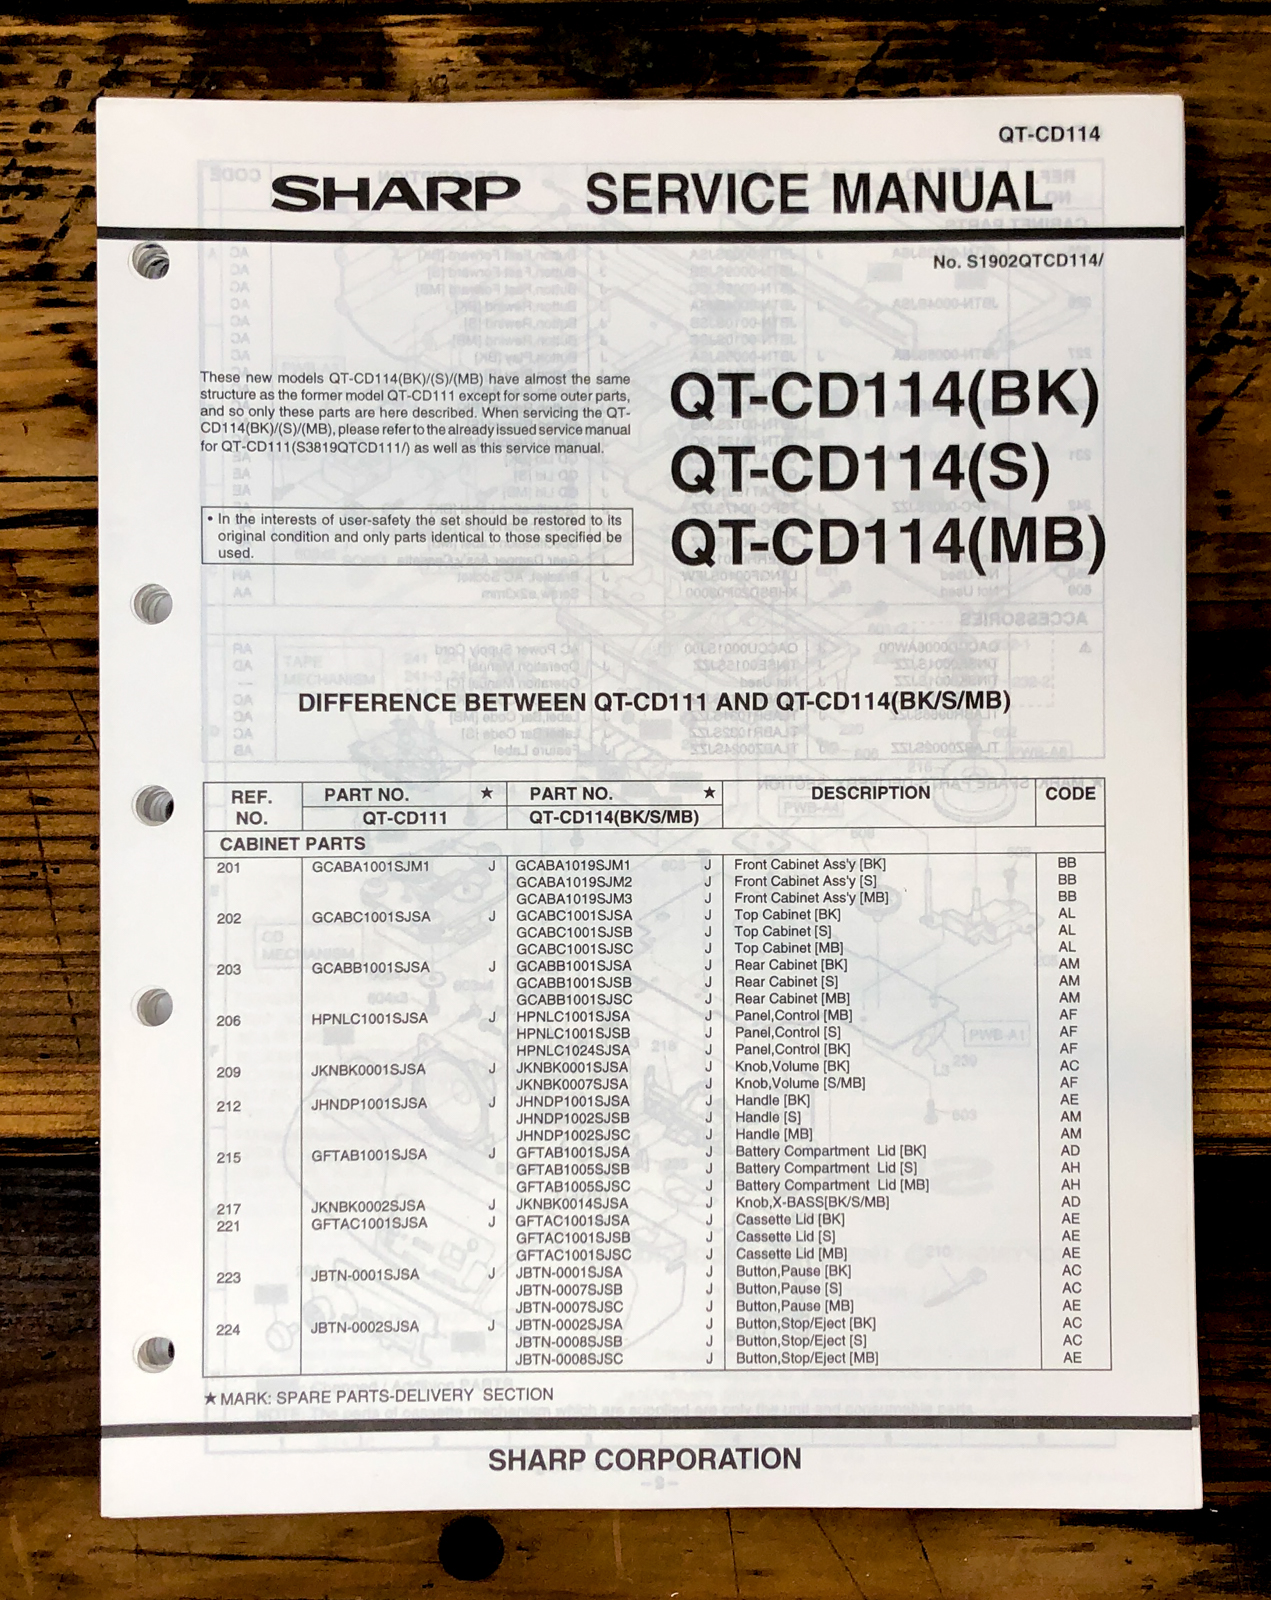 QT-CD114
SHARP SERVICE MANUAL
No. S1902QTCD114/
These new models QT-CD114(BK)/(S)/(MB) have almost the same
structure as the former model QT-CD111 except for some outer parts,
and so only these parts are here described. When servicing the QT-
CD114(BK)/(S)/(MB), please refer to the already issued service manual
for QT-CD111(S3819QTCD111/) as well as this service manual.
QT-CD114(BK)
QT-CD114(S)
QT-CD114(MB)
• In the interests of user-safety the set should be restored to its
original condition and only parts identical to those specified be
used.
DIFFERENCE BETWEEN QT-CD111 AND QT-CD114(BK/S/MB)
REF. NO. PART NO. ★ PART NO. ★ DESCRIPTION CODE
QT-CD111 QT-CD114(BK/S/MB)
CABINET PARTS
201 GCABA1001SJM1 J GCABA1019SJM1 J Front Cabinet Ass'y [BK] BB
GCABA1019SJM2 J Front Cabinet Ass'y [S] BB
GCABA1019SJM3 J Front Cabinet Ass'y [MB] BB
202 GCABC1001SJSA J GCABC1001SJSA J Top Cabinet [BK] AL
GCABC1001SJSB J Top Cabinet [S] AL
GCABC1001SJSC J Top Cabinet [MB] AL
203 GCABB1001SJSA J GCABB1001SJSA J Rear Cabinet [BK] AM
GCABB1001SJSB J Rear Cabinet [S] AM
GCABB1001SJSC J Rear Cabinet [MB] AM
206 HPNLC1001SJSA J HPNLC1001SJSA J Panel,Control [MB] AF
HPNLC1001SJSB J Panel,Control [S] AF
HPNLC1024SJSA J Panel,Control [BK] AF
209 JKNBK0001SJSA J JKNBK0001SJSA J Knob,Volume [BK] AC
JKNBK0007SJSA J Knob,Volume [S/MB] AF
212 JHNDP1001SJSA J JHNDP1001SJSA J Handle [BK] AE
JHNDP1002SJSB J Handle [S] AM
JHNDP1002SJSC J Handle [MB] AM
215 GFTAB1001SJSA J GFTAB1001SJSA J Battery Compartment Lid [BK] AD
GFTAB1005SJSB J Battery Compartment Lid [S] AH
GFTAB1005SJSC J Battery Compartment Lid [MB] AH
217 JKNBK0002SJSA J JKNBK0014SJSA J Knob,X-BASS[BK/S/MB] AD
221 GFTAC1001SJSA J GFTAC1001SJSA J Cassette Lid [BK] AE
GFTAC1001SJSB J Cassette Lid [S] AE
GFTAC1001SJSC J Cassette Lid [MB] AE
223 JBTN-0001SJSA J JBTN-0001SJSA J Button,Pause [BK] AC
JBTN-0007SJSB J Button,Pause [S] AC
JBTN-0007SJSC J Button,Pause [MB] AE
224 JBTN-0002SJSA J JBTN-0002SJSA J Button,Stop/Eject [BK] AC
JBTN-0008SJSB J Button,Stop/Eject [S] AC
JBTN-0008SJSC J Button,Stop/Eject [MB] AE
★MARK: SPARE PARTS-DELIVERY SECTION
SHARP CORPORATION